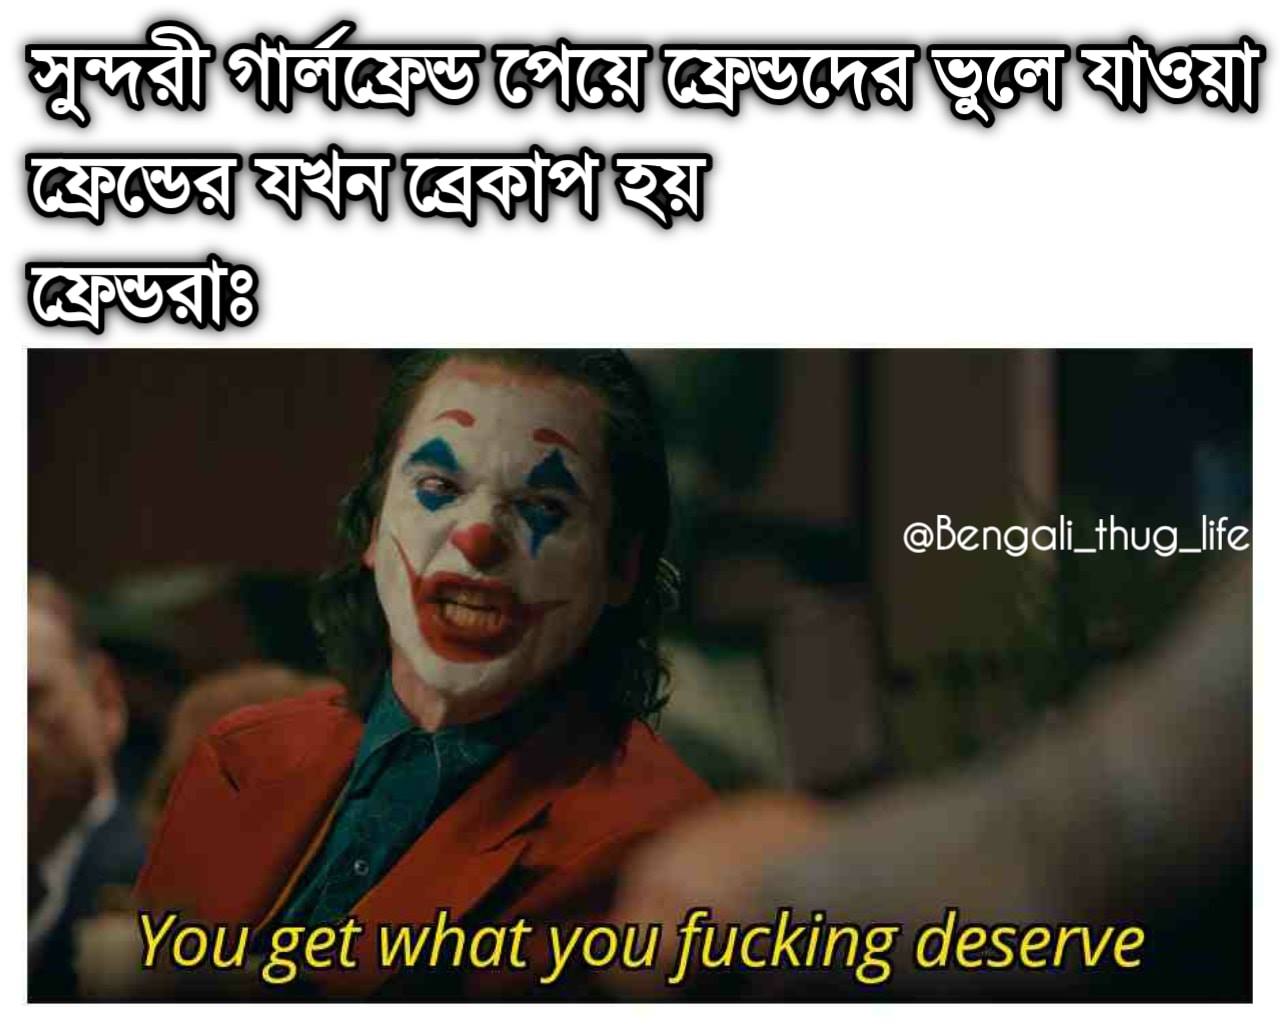 সুন্দরী গার্লফ্রেন্ড পেয়ে ফ্রেন্ডদের ভুলে যাওয়া
ফ্রেন্ডের যখন ব্রেকাপ হয়
ফ্রেন্ডরাঃ
@Bengali_thug_life
You get what you fucking deserve